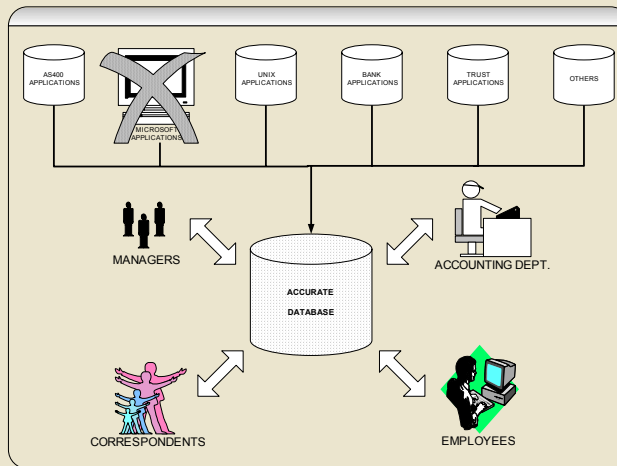 AS400
APPLICATIONS
MICROSOFT
APPLICATIONS
UNIX
APPLICATIONS
BANK
APPLICATIONS
TRUST
APPLICATIONS
OTHERS
MANAGERS
ACCOUNTING DEPT.
ACCURATE
DATABASE
CORRESPONDENTS
EMPLOYEES